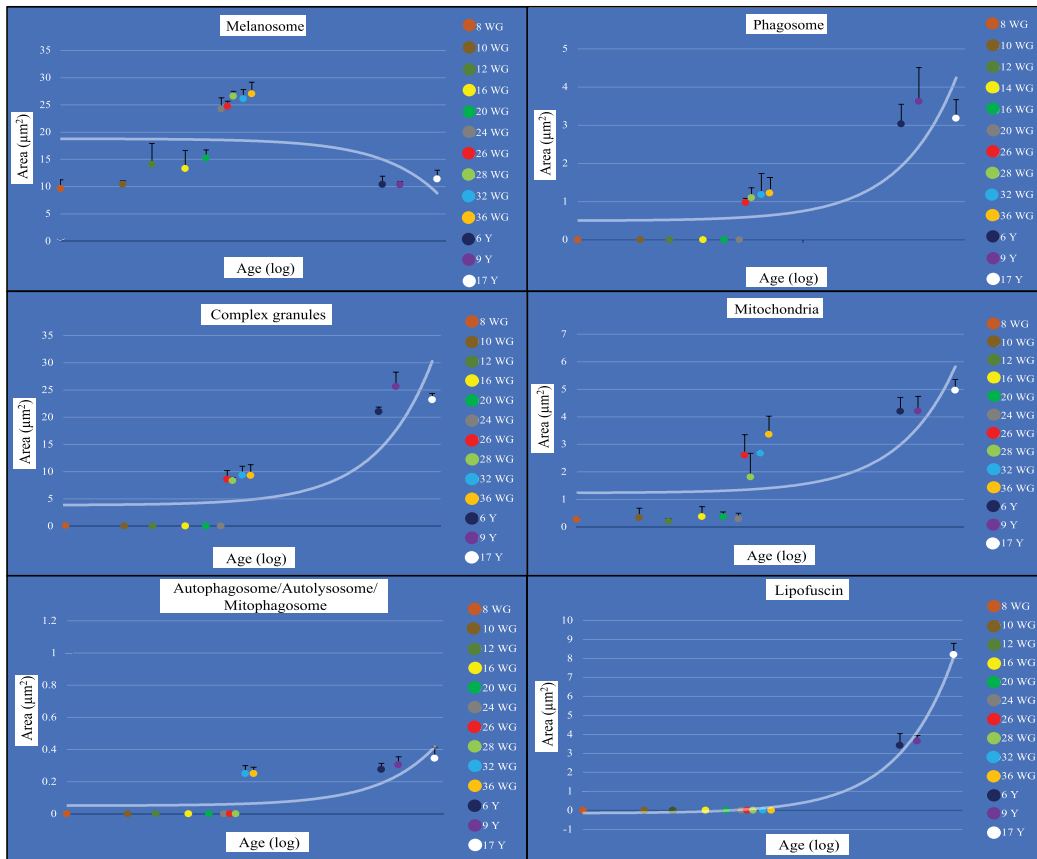 Melanosome
35
30
25
20
15
10
5
0
Area (μm²)
Age (log)
8 WG
10 WG
12 WG
16 WG
20 WG
24 WG
26 WG
28 WG
32 WG
36 WG
6 Y
9 Y
17 Y
Phagosome
5
4
3
2
1
0
Area (μm²)
Age (log)
8 WG
10 WG
12 WG
14 WG
16 WG
20 WG
26 WG
28 WG
32 WG
36 WG
6 Y
9 Y
17 Y
Complex granules
35
30
25
20
15
10
5
0
Area (μm²)
Age (log)
8 WG
10 WG
12 WG
16 WG
20 WG
24 WG
26 WG
28 WG
32 WG
36 WG
6 Y
9 Y
17 Y
Mitochondria
7
6
5
4
3
2
1
0
Area (μm²)
Age (log)
8 WG
10 WG
12 WG
16 WG
20 WG
24 WG
26 WG
28 WG
32 WG
36 WG
6 Y
9 Y
17 Y
Autophagosome/Autolysosome/
Mitophagosome
1.2
1
0.8
0.6
0.4
0.2
0
Area (μm²)
Age (log)
8 WG
10 WG
12 WG
16 WG
20 WG
24 WG
26 WG
28 WG
32 WG
36 WG
6 Y
9 Y
17 Y
Lipofuscin
10
9
8
7
6
5
4
3
2
1
0
-1
Area (μm²)
Age (log)
8 WG
10 WG
12 WG
16 WG
20 WG
24 WG
26 WG
28 WG
32 WG
36 WG
6 Y
9 Y
17 Y